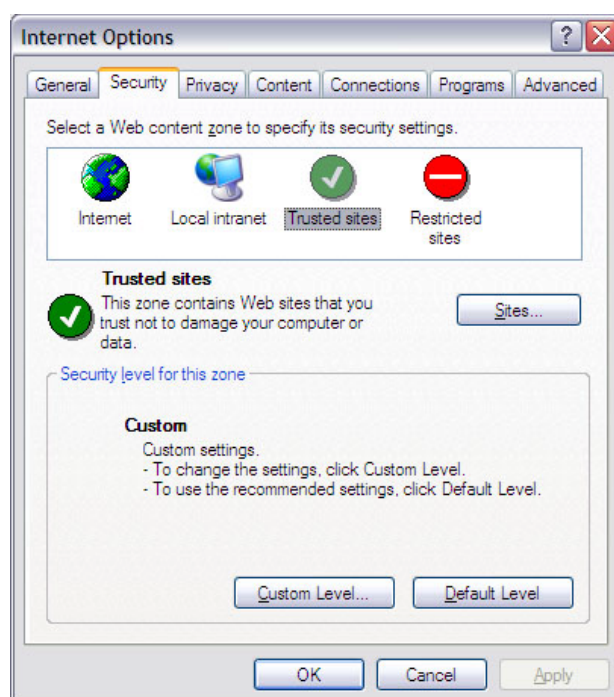 Internet Options
?
General Security Privacy Content Connections Programs Advanced
Select a Web content zone to specify its security settings.
Internet Local intranet Trusted sites Restricted
sites
Trusted sites
This zone contains Web sites that you
trust not to damage your computer or
data.
Sites...
Security level for this zone
Custom
Custom settings.
- To change the settings, click Custom Level.
- To use the recommended settings, click Default Level.
Custom Level... Default Level
OK Cancel Apply